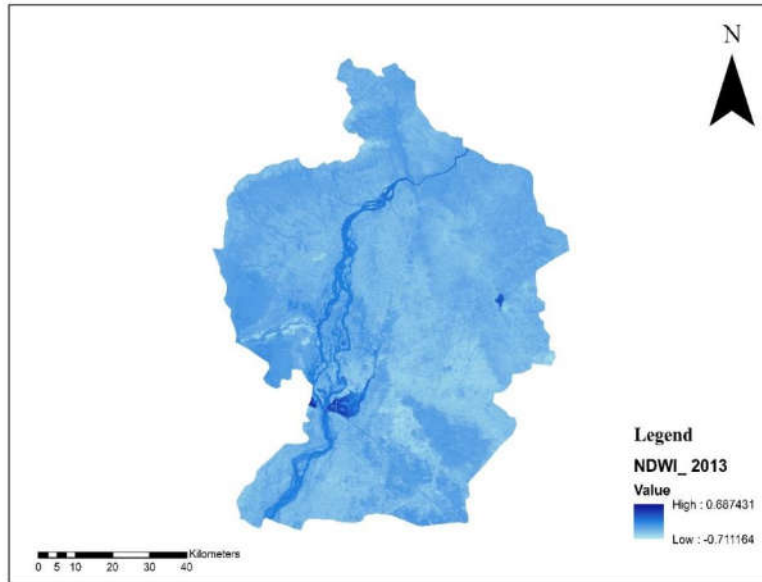 N
Legend
NDWI_ 2013
Value
High : 0.687431
Low : -0.711164
Kilometers
0 5 10 20 30 40